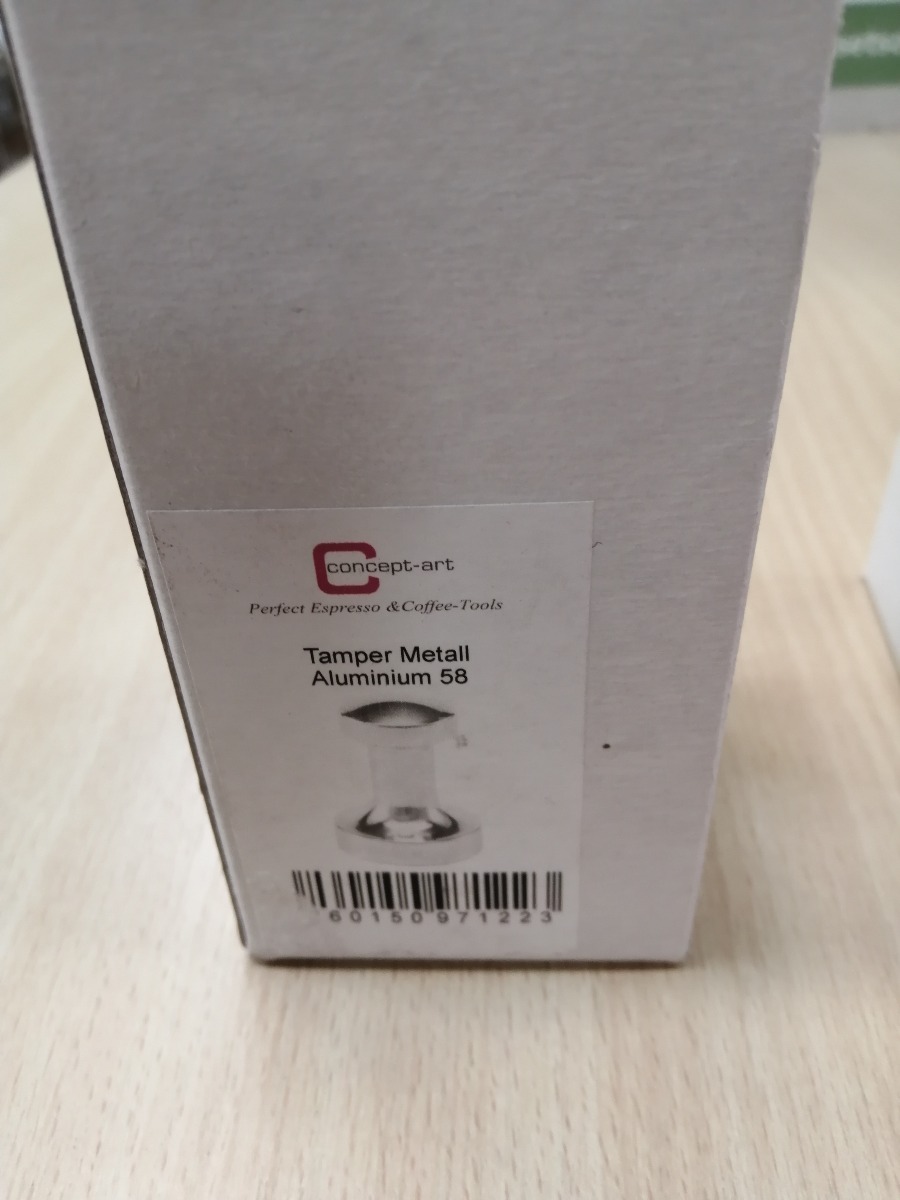 concept-art
Perfect Espresso &Coffee-Tools
Tamper Metall
Aluminium 58
60150971223